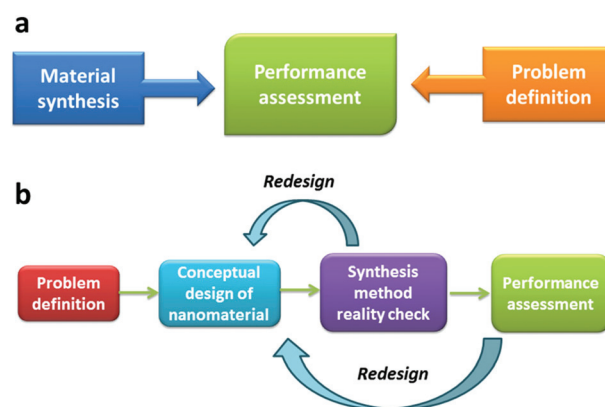 a
Material
synthesis
Performance
assessment
Problem
definition
b
Redesign
Problem
definition
Conceptual
design of
nanomaterial
Synthesis
method
reality check
Performance
assessment
Redesign